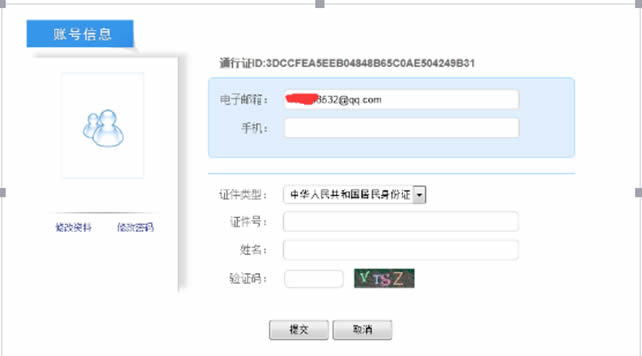 账号信息
通行证ID:3DCCFEA5EEB04848B65C0AE504249B31
电子邮箱： 8632@qq.com
手机：
证件类型： 中华人民共和国居民身份证
证件号：
姓名：
修改资料 修改密码
验证码： VTSZ
提交 取消